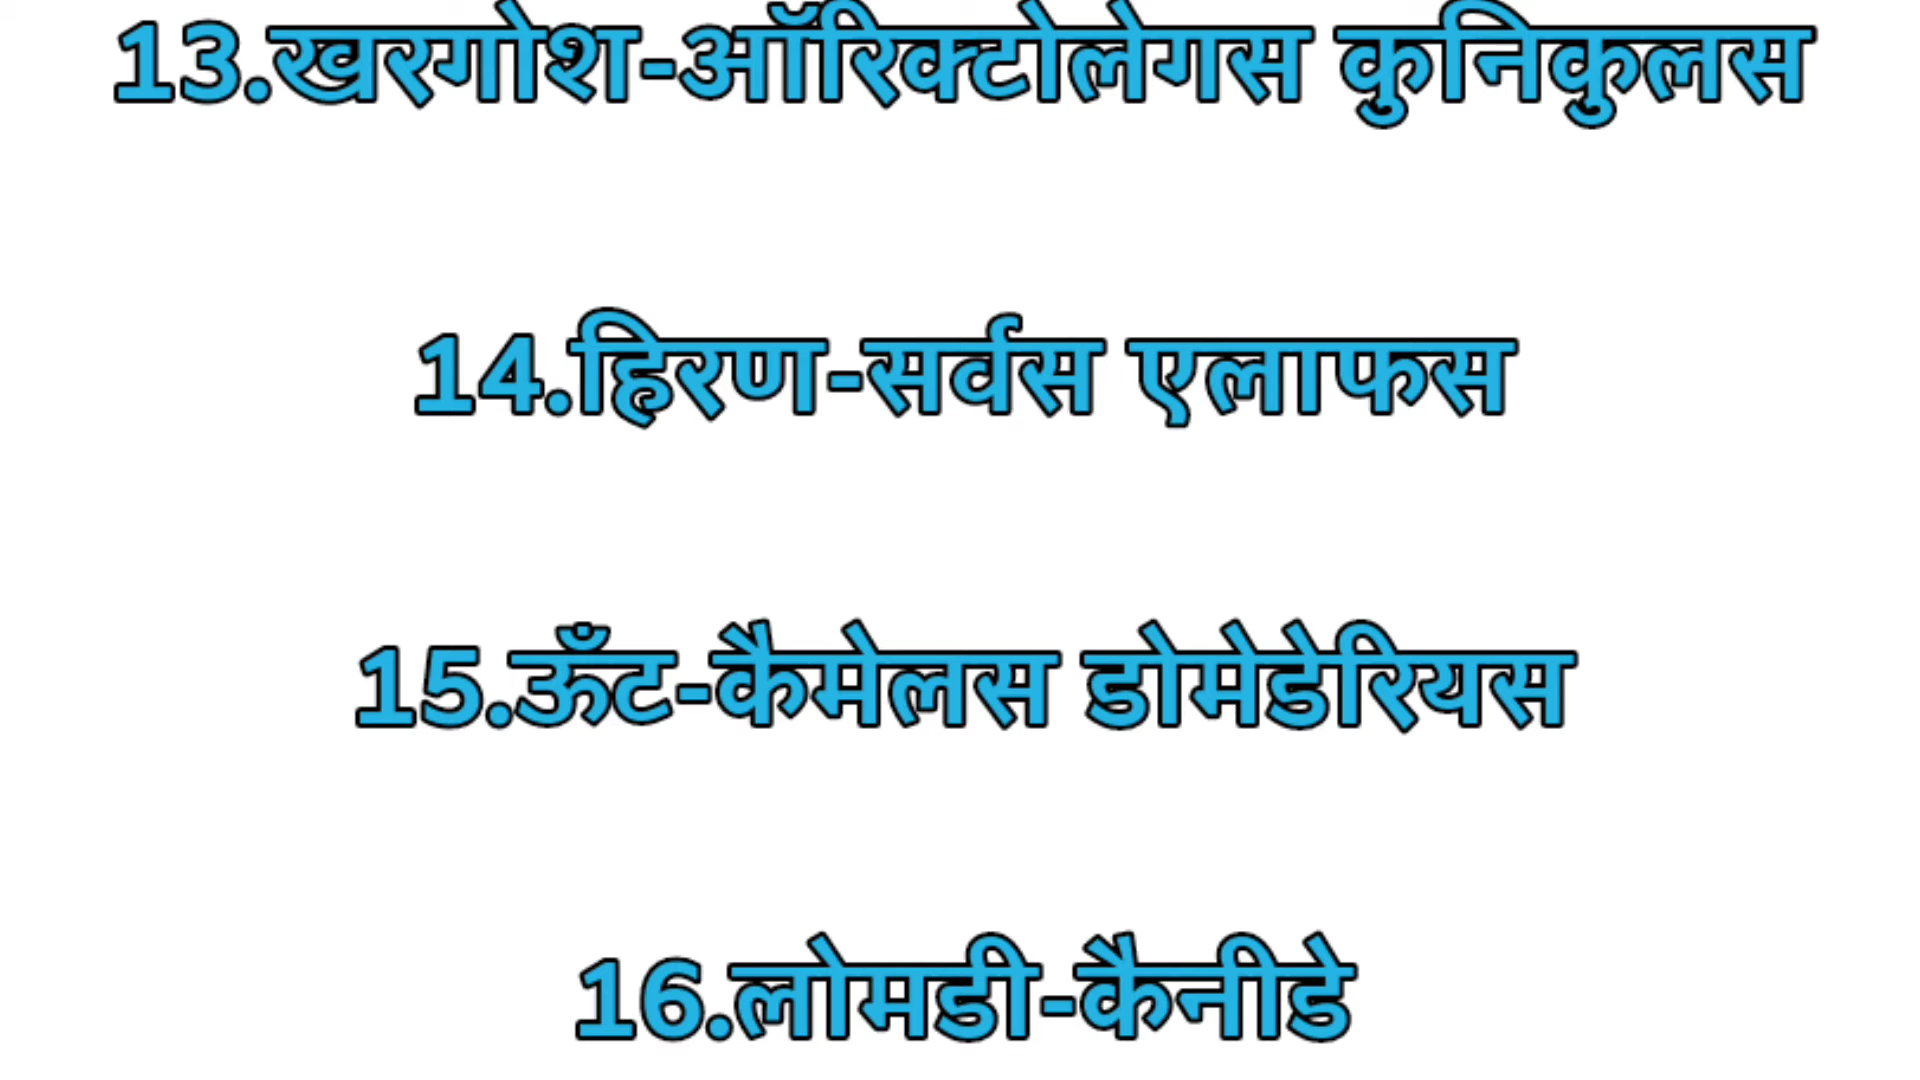 13.खरगोश-ऑरिक्टोलेगस कुनिकुलस
14.हिरण-सर्वस एलाफस
15.ऊँट-कैमेलस डोमेडेरियस
16.लोमडी-कैनीडे